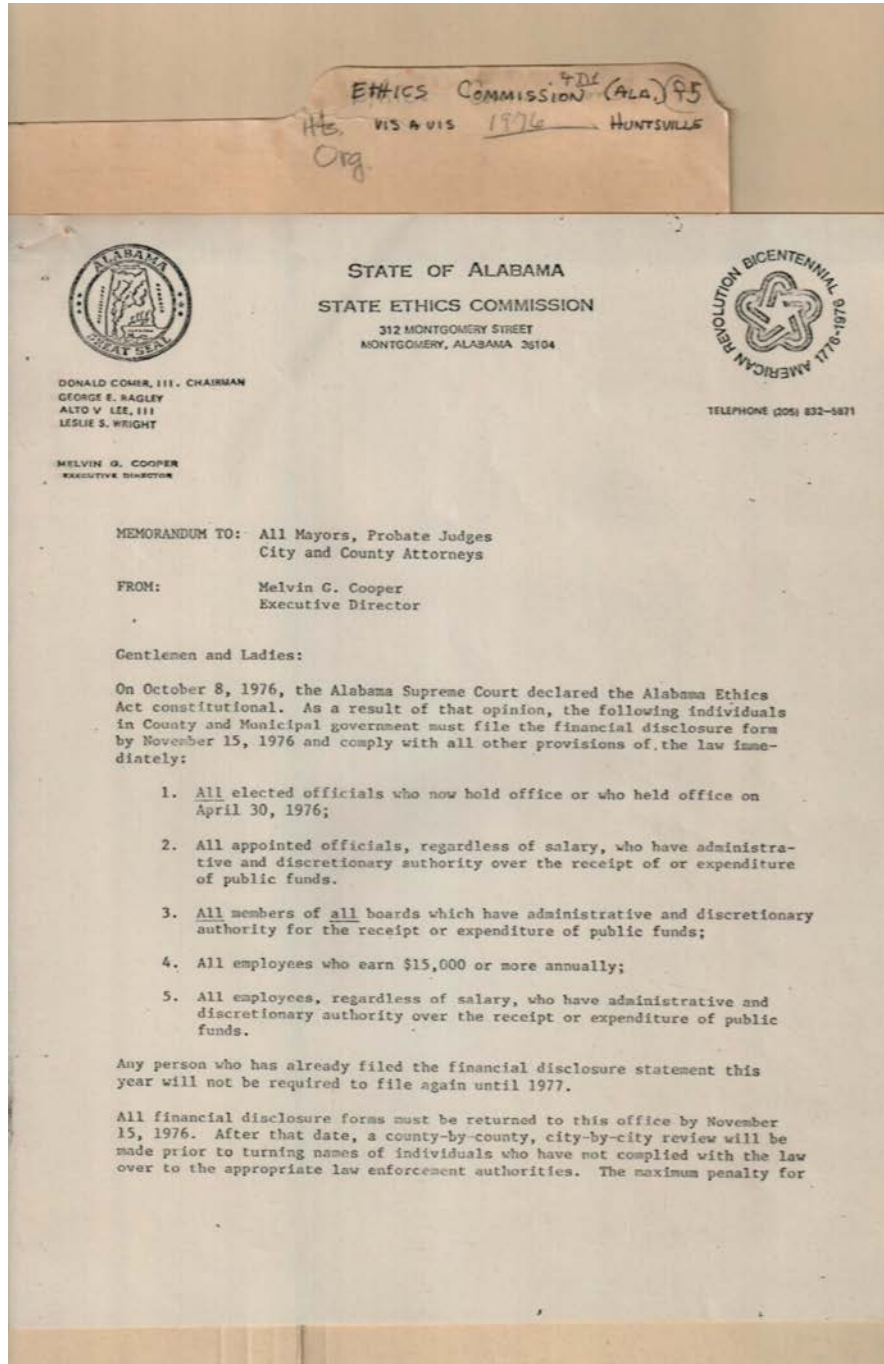 ETHICS COMMISSION (ALA.)
Hts. VIS A VIS 1976 HUNTSVILLE
Org.
ALABAMA
GREAT SEAL
STATE OF ALABAMA
STATE ETHICS COMMISSION
312 MONTGOMERY STREET
MONTGOMERY, ALABAMA 36104
AMERICAN REVOLUTION BICENTENNIAL 1776-1976
DONALD COMER, III. CHAIRMAN
GEORGE E. BAGLEY
ALTO V LEE, III
LESLIE S. WRIGHT
TELEPHONE (205) 832-5871
MELVIN G. COOPER
EXECUTIVE DIRECTOR
MEMORANDUM TO: All Mayors, Probate Judges
City and County Attorneys
FROM: Melvin G. Cooper
Executive Director
Gentlemen and Ladies:
On October 8, 1976, the Alabama Supreme Court declared the Alabama Ethics
Act constitutional. As a result of that opinion, the following individuals
in County and Municipal government must file the financial disclosure form
by November 15, 1976 and comply with all other provisions of the law imme-
diately:
1. All elected officials who now hold office or who held office on
April 30, 1976;
2. All appointed officials, regardless of salary, who have administra-
tive and discretionary authority over the receipt of or expenditure
of public funds.
3. All members of all boards which have administrative and discretionary
authority for the receipt or expenditure of public funds;
4. All employees who earn $15,000 or more annually;
5. All employees, regardless of salary, who have administrative and
discretionary authority over the receipt or expenditure of public
funds.
Any person who has already filed the financial disclosure statement this
year will not be required to file again until 1977.
All financial disclosure forms must be returned to this office by November
15, 1976. After that date, a county-by-county, city-by-city review will be
made prior to turning names of individuals who have not complied with the law
over to the appropriate law enforcement authorities. The maximum penalty for